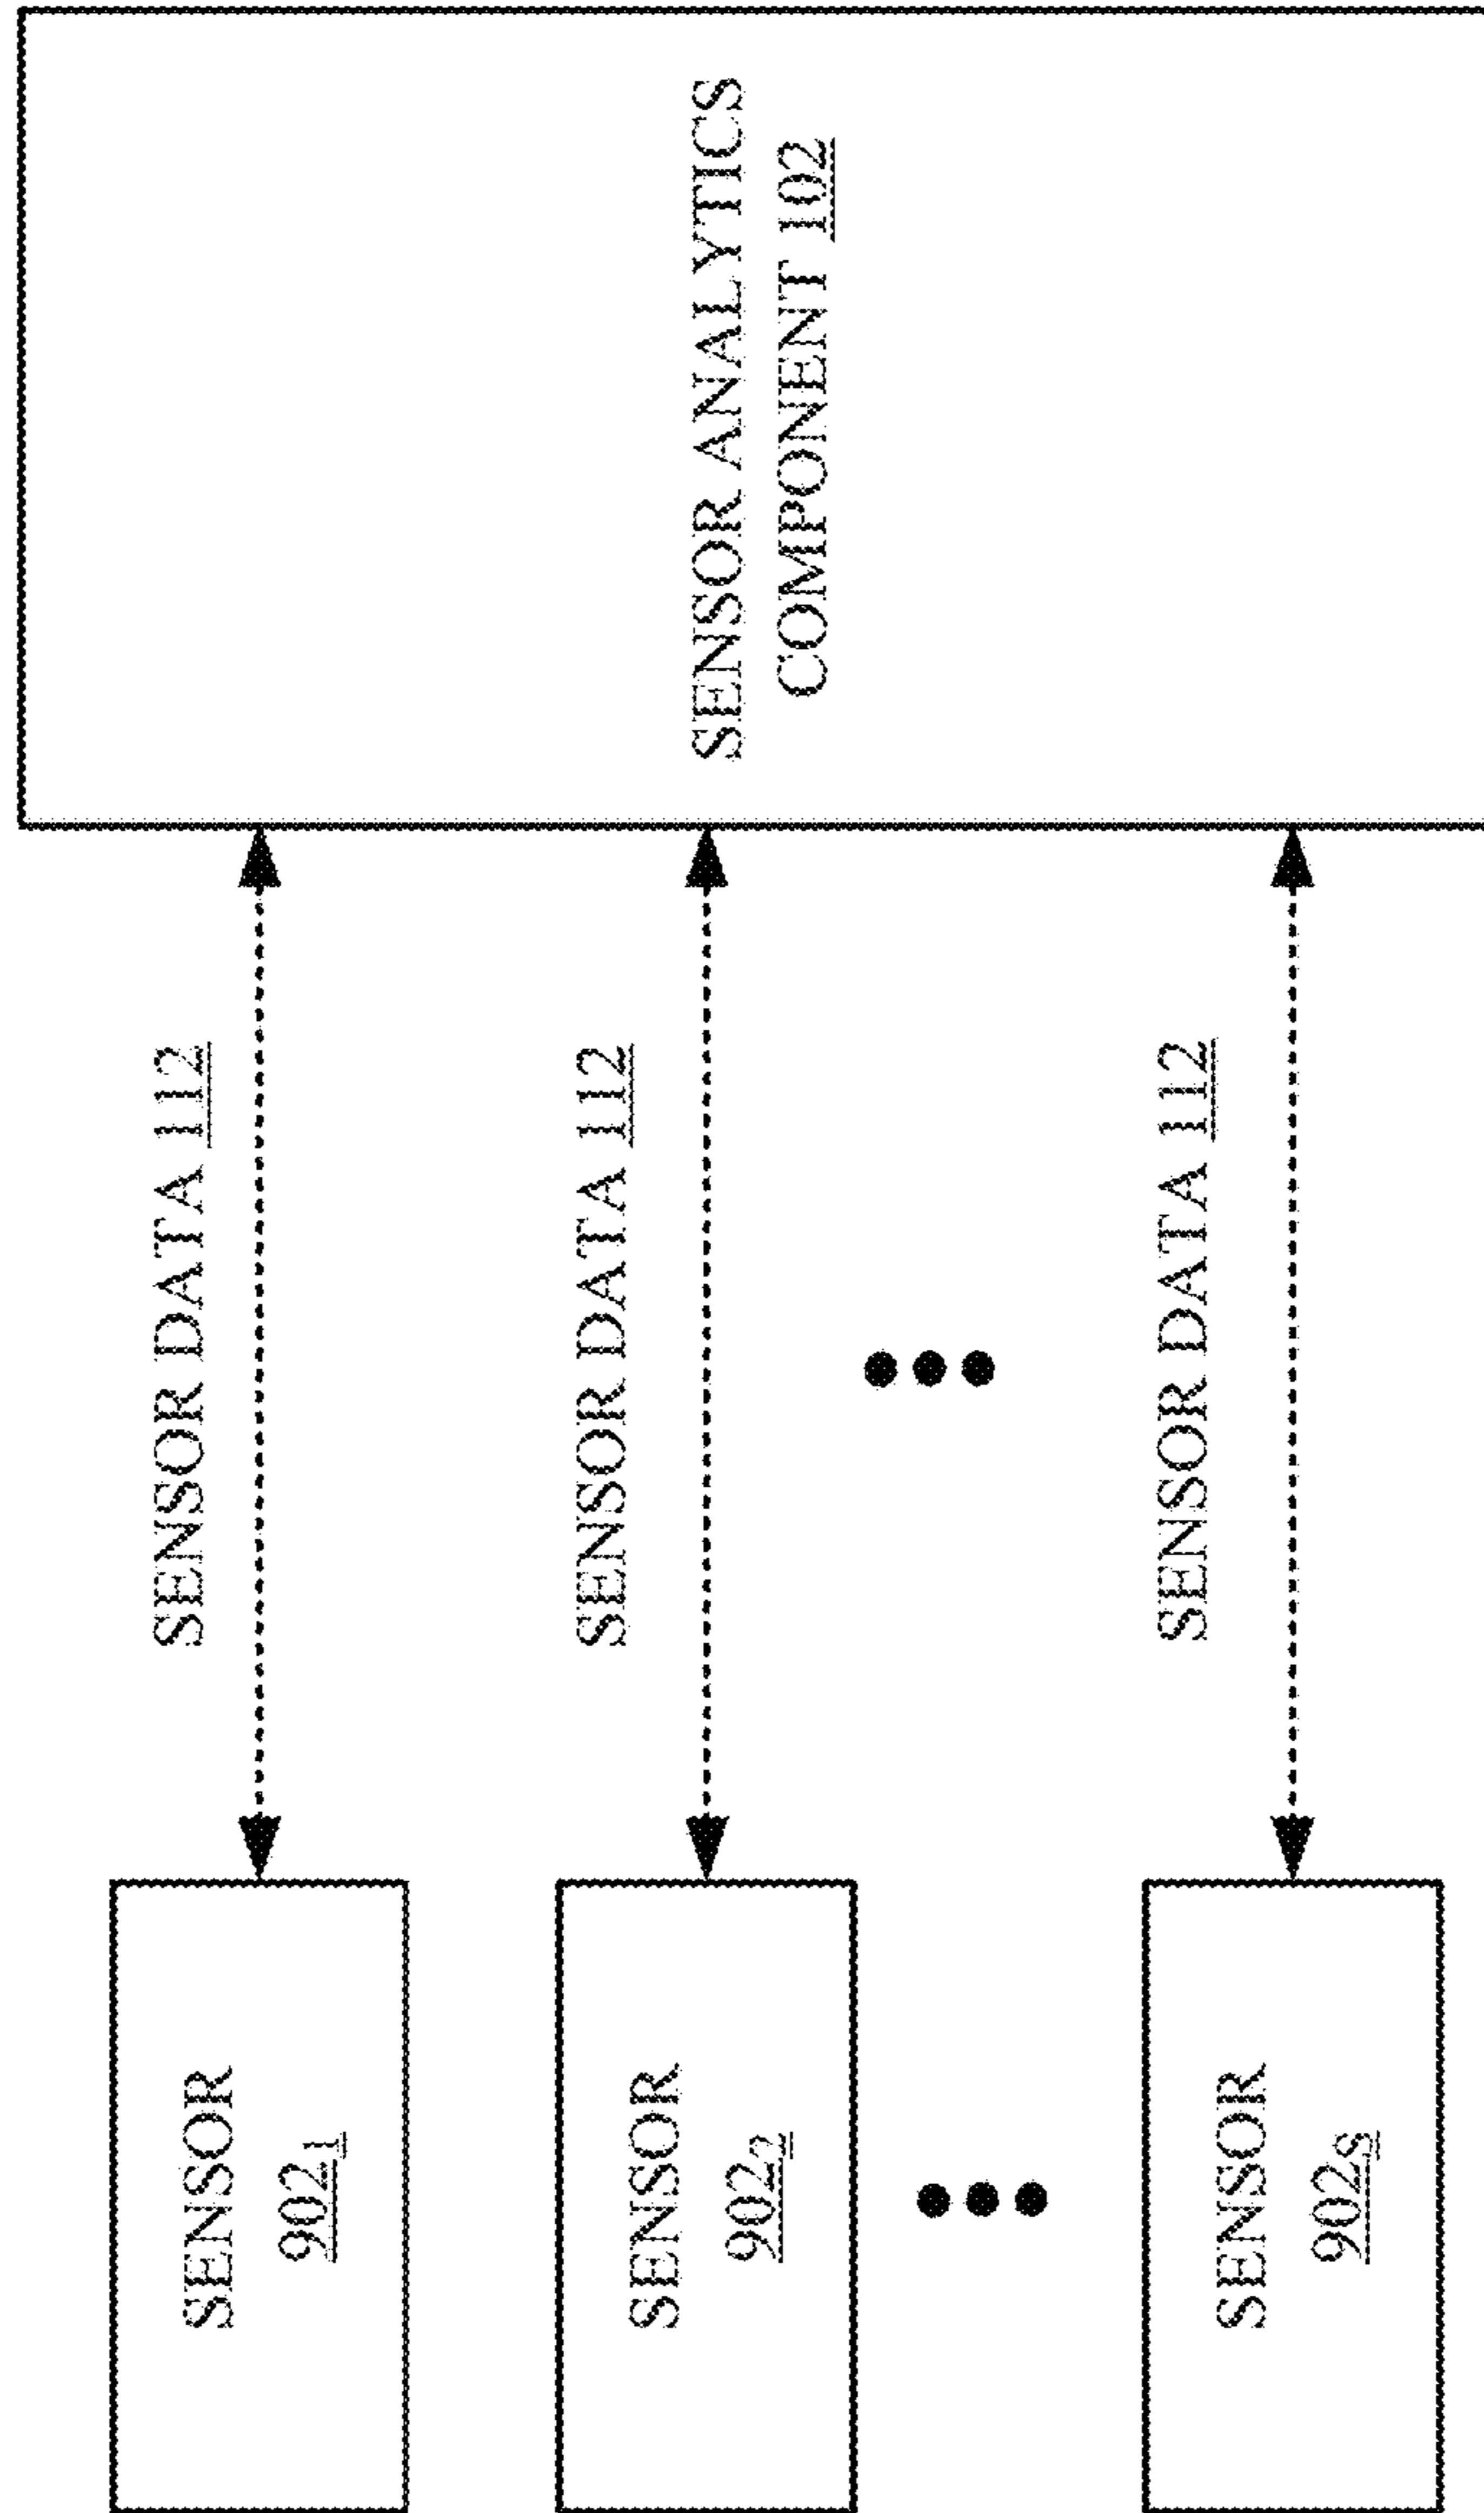 SENSOR
902₁
SENSOR DATA 112
SENSOR
902₂
SENSOR DATA 112
SENSOR
902ₛ
SENSOR DATA 112
SENSOR ANALYTICS
COMPONENT 102